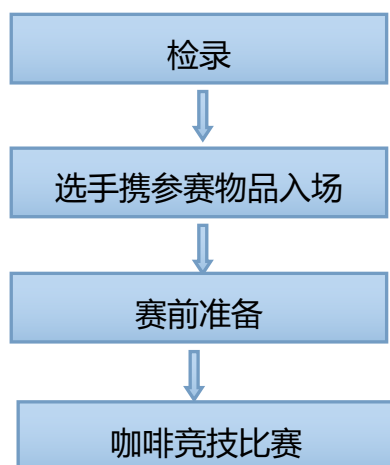 检录
选手携参赛物品入场
赛前准备
咖啡竞技比赛